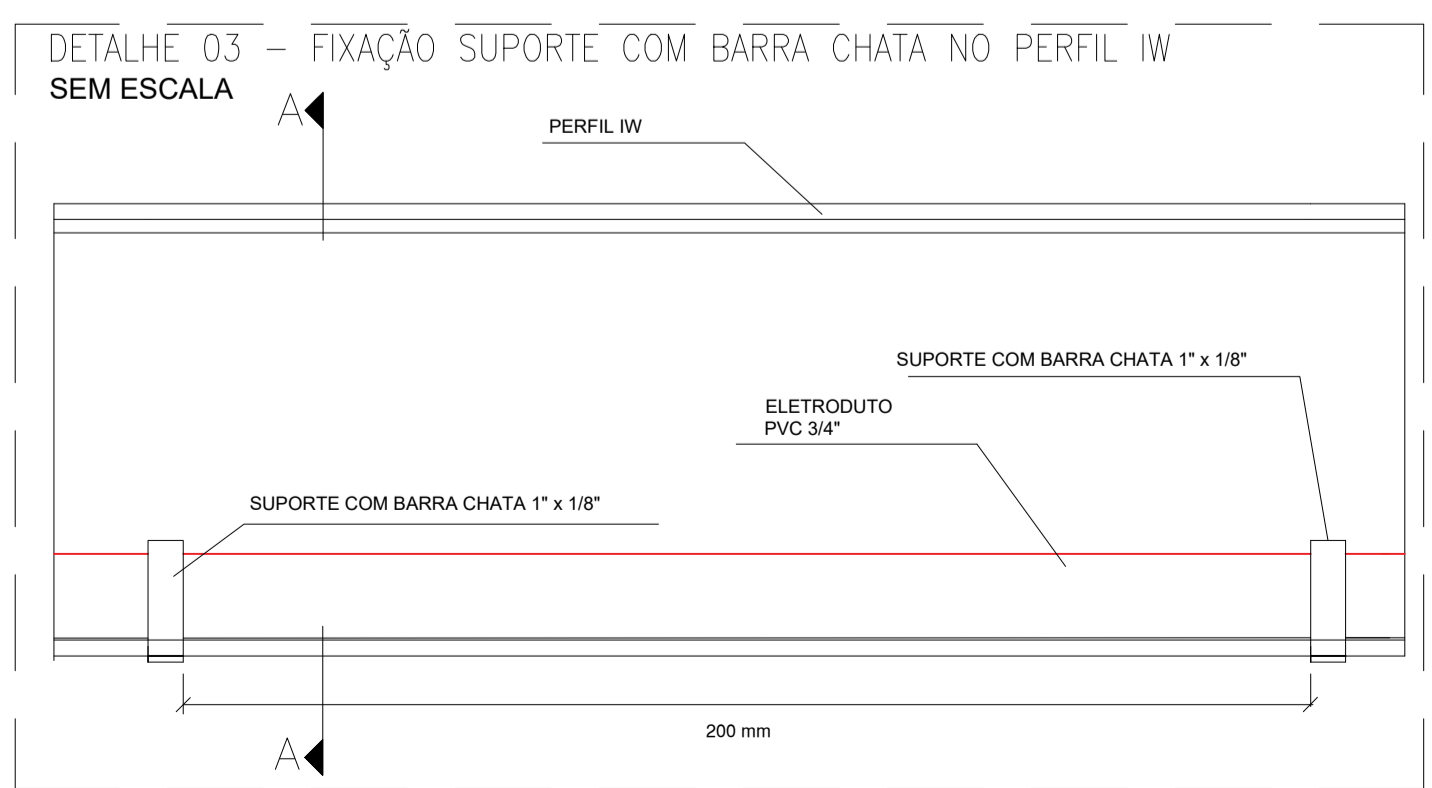 DETALHE 03 - FIXAÇÃO SUPORTE COM BARRA CHATA NO PERFIL IW
SEM ESCALA
A
PERFIL IW
SUPORTE COM BARRA CHATA 1" x 1/8"
ELETRODUTO
PVC 3/4"
SUPORTE COM BARRA CHATA 1" x 1/8"
200 mm
A